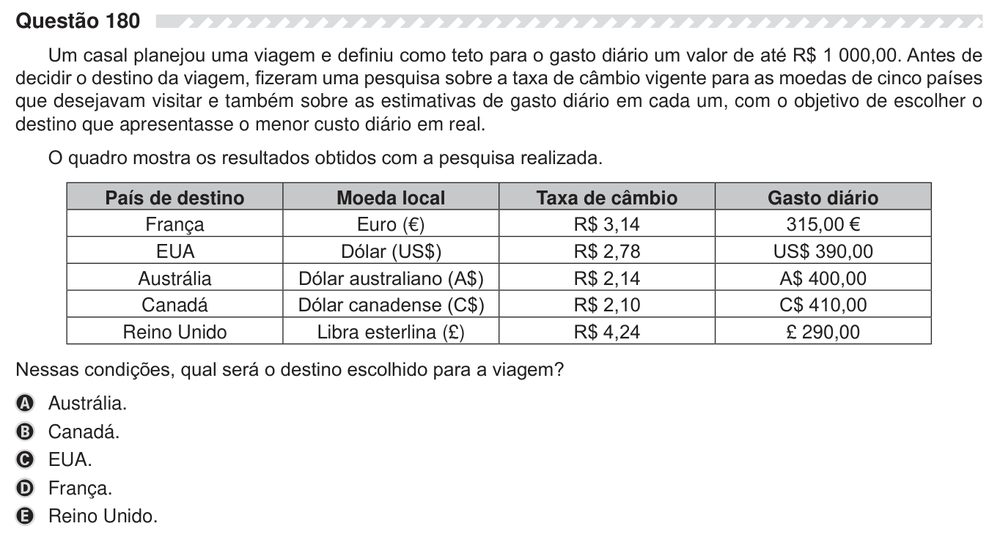 Questão 180
Um casal planejou uma viagem e definiu como teto para o gasto diário um valor de até R$ 1 000,00. Antes de
decidir o destino da viagem, fizeram uma pesquisa sobre a taxa de câmbio vigente para as moedas de cinco países
que desejavam visitar e também sobre as estimativas de gasto diário em cada um, com o objetivo de escolher o
destino que apresentasse o menor custo diário em real.
O quadro mostra os resultados obtidos com a pesquisa realizada.
País de destino Moeda local Taxa de câmbio Gasto diário
França Euro (€) R$ 3,14 315,00 €
EUA Dólar (US$) R$ 2,78 US$ 390,00
Austrália Dólar australiano (A$) R$ 2,14 A$ 400,00
Canadá Dólar canadense (C$) R$ 2,10 C$ 410,00
Reino Unido Libra esterlina (£) R$ 4,24 £ 290,00
Nessas condições, qual será o destino escolhido para a viagem?
A Austrália.
B Canadá.
C EUA.
D França.
E Reino Unido.